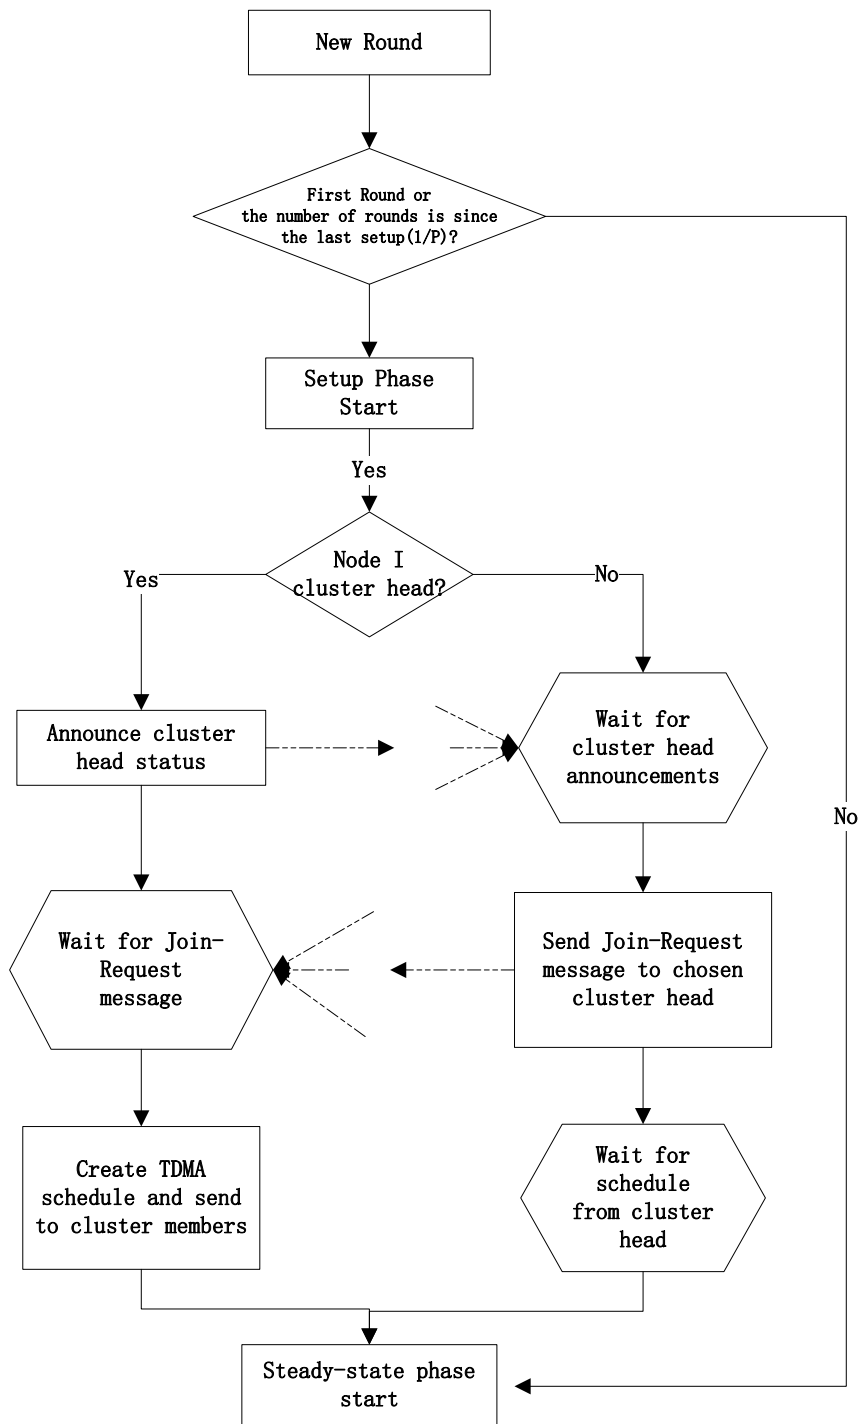 New Round
First Round or
the number of rounds is since
the last setup(1/P)?
Setup Phase
Start
Yes
Node I
cluster head?
Yes
No
Announce cluster
head status
Wait for
cluster head
announcements
No
Wait for Join-
Request
message
Send Join-Request
message to chosen
cluster head
Create TDMA
schedule and send
to cluster members
Wait for
schedule
from cluster
head
Steady-state phase
start